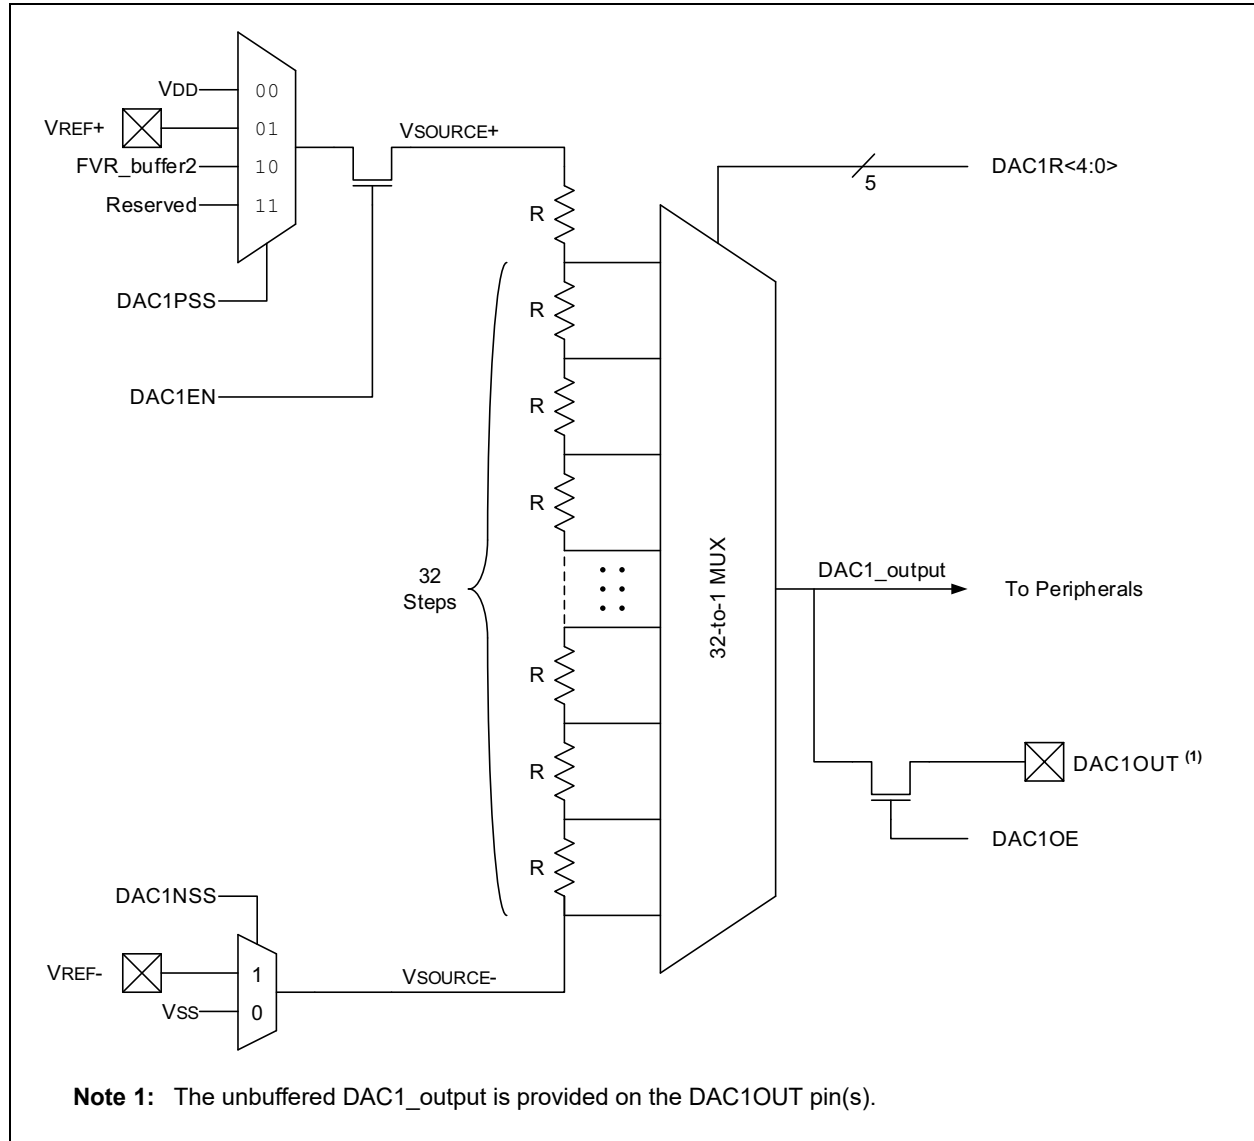 VDD
00
VREF+
01
FVR_buffer2
10
Reserved
11
VSOURCE+
DAC1R<4:0>
5
R
DAC1PSS
R
DAC1EN
R
R
32
Steps
32-to-1 MUX
DAC1_output
To Peripherals
R
R
DAC1OUT (1)
DAC1OE
R
DAC1NSS
VREF-
1
VSOURCE-
VSS
0
Note 1: The unbuffered DAC1_output is provided on the DAC1OUT pin(s).